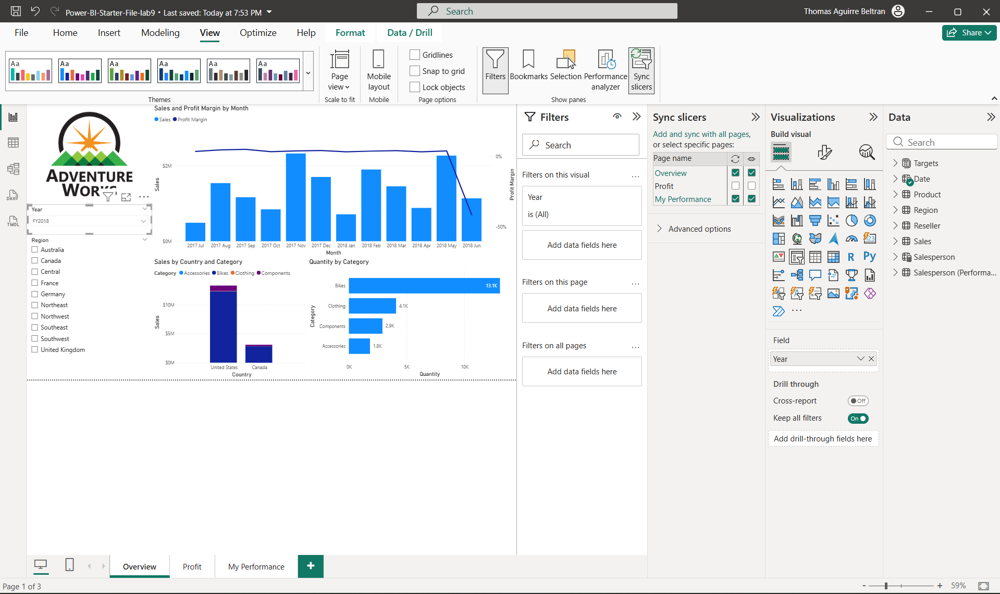 Power-BI-Starter-File-lab9 • Last saved: Today at 7:53 PM
Search
Thomas Aguirre Beltran
File Home Insert Modeling View Optimize Help Format Data / Drill
Share
Aa Aa Aa Aa Aa Aa
Themes
Page view
Scale to fit
Mobile layout
Mobile
Gridlines
Snap to grid
Lock objects
Page options
Filters
Bookmarks
Selection
Performance analyzer
Sync slicers
Show panes
DAX
TMDL
ADVENTURE
WORKS
Year
FY2018
Region
Australia
Canada
Central
France
Germany
Northeast
Northwest
Southeast
Southwest
United Kingdom
Sales and Profit Margin by Month
Sales Profit Margin
Sales
$2M
$0M
0%
-50%
Profit Margin
2017 Jul 2017 Aug 2017 Sep 2017 Oct 2017 Nov 2017 Dec 2018 Jan 2018 Feb 2018 Mar 2018 Apr 2018 May 2018 Jun
Month
Sales by Country and Category
Category Accessories Bikes Clothing Components
Sales
$10M
$5M
$0M
United States Canada
Country
Quantity by Category
Category
Bikes 13.1K
Clothing 4.1K
Components 2.9K
Accessories 1.8K
0K 5K 10K
Quantity
Filters
Search
Filters on this visual ...
Year
is (All)
Add data fields here
Filters on this page ...
Add data fields here
Filters on all pages ...
Add data fields here
Sync slicers
Add and sync with all pages,
or select specific pages:
Page name
Overview
Profit
My Performance
Advanced options
Visualizations
Build visual
123
R Py
...
Field
Year
Drill through
Cross-report Off
Keep all filters On
Add drill-through fields here
Data
Search
Targets
Date
Product
Region
Reseller
Sales
Salesperson
Salesperson (Performa...
Overview Profit My Performance +
Page 1 of 3
- + 59%